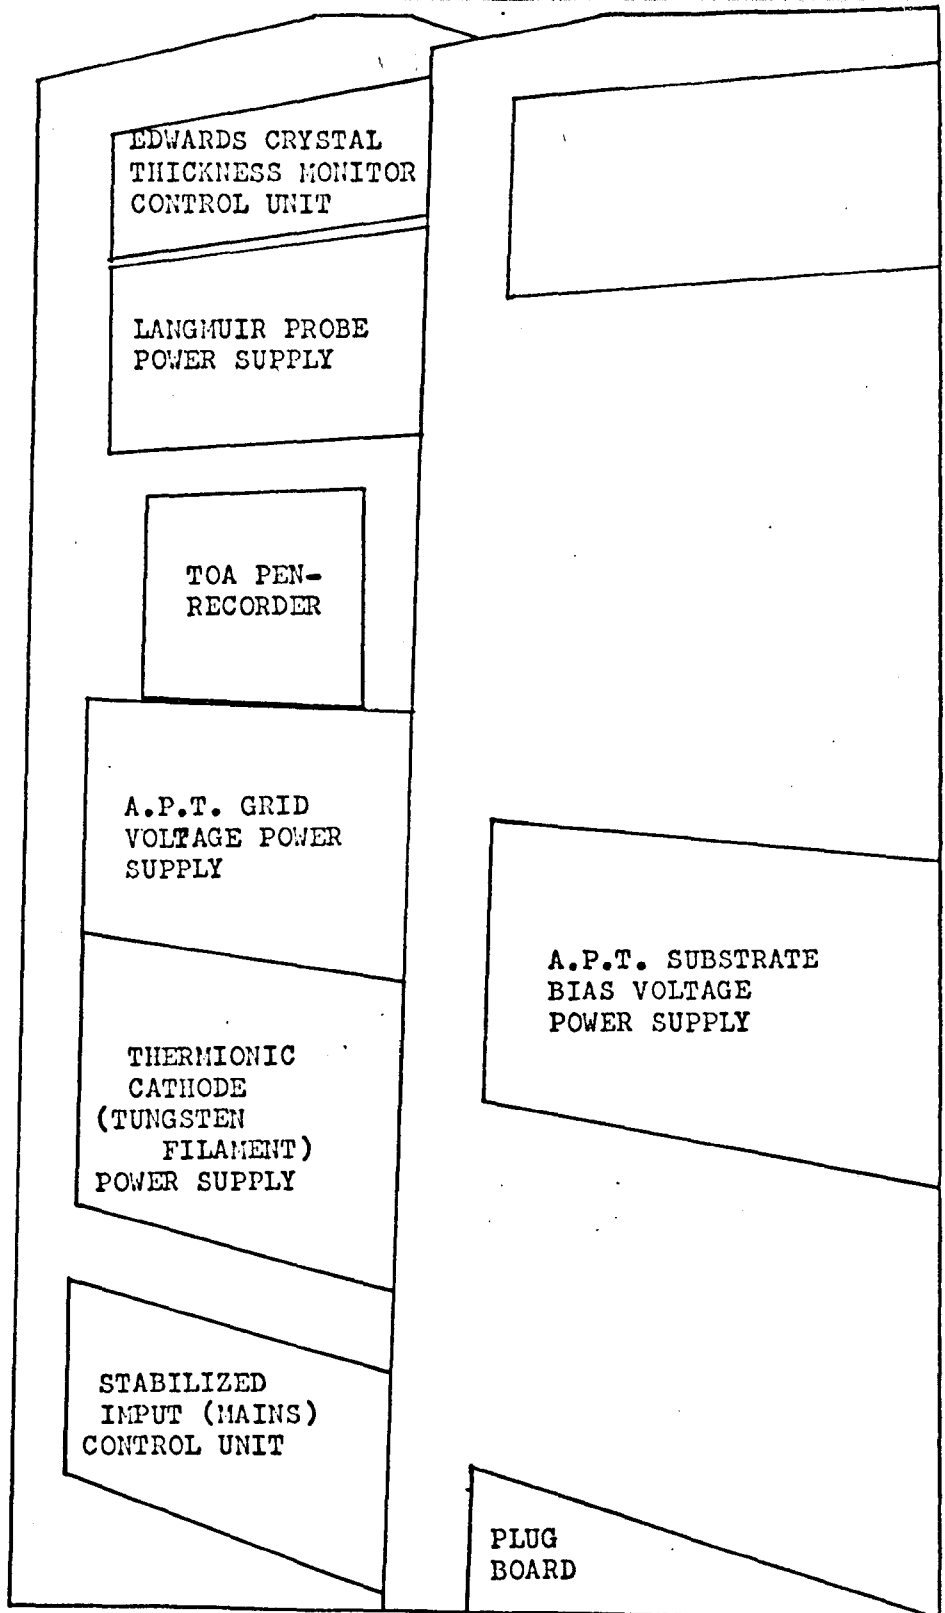 EDWARDS CRYSTAL
THICKNESS MONITOR
CONTROL UNIT
LANGMUIR PROBE
POWER SUPPLY
TOA PEN-
RECORDER
A.P.T. GRID
VOLTAGE POWER
SUPPLY
THERMIONIC
CATHODE
(TUNGSTEN
FILAMENT)
POWER SUPPLY
STABILIZED
INPUT (MAINS)
CONTROL UNIT
A.P.T. SUBSTRATE
BIAS VOLTAGE
POWER SUPPLY
PLUG
BOARD